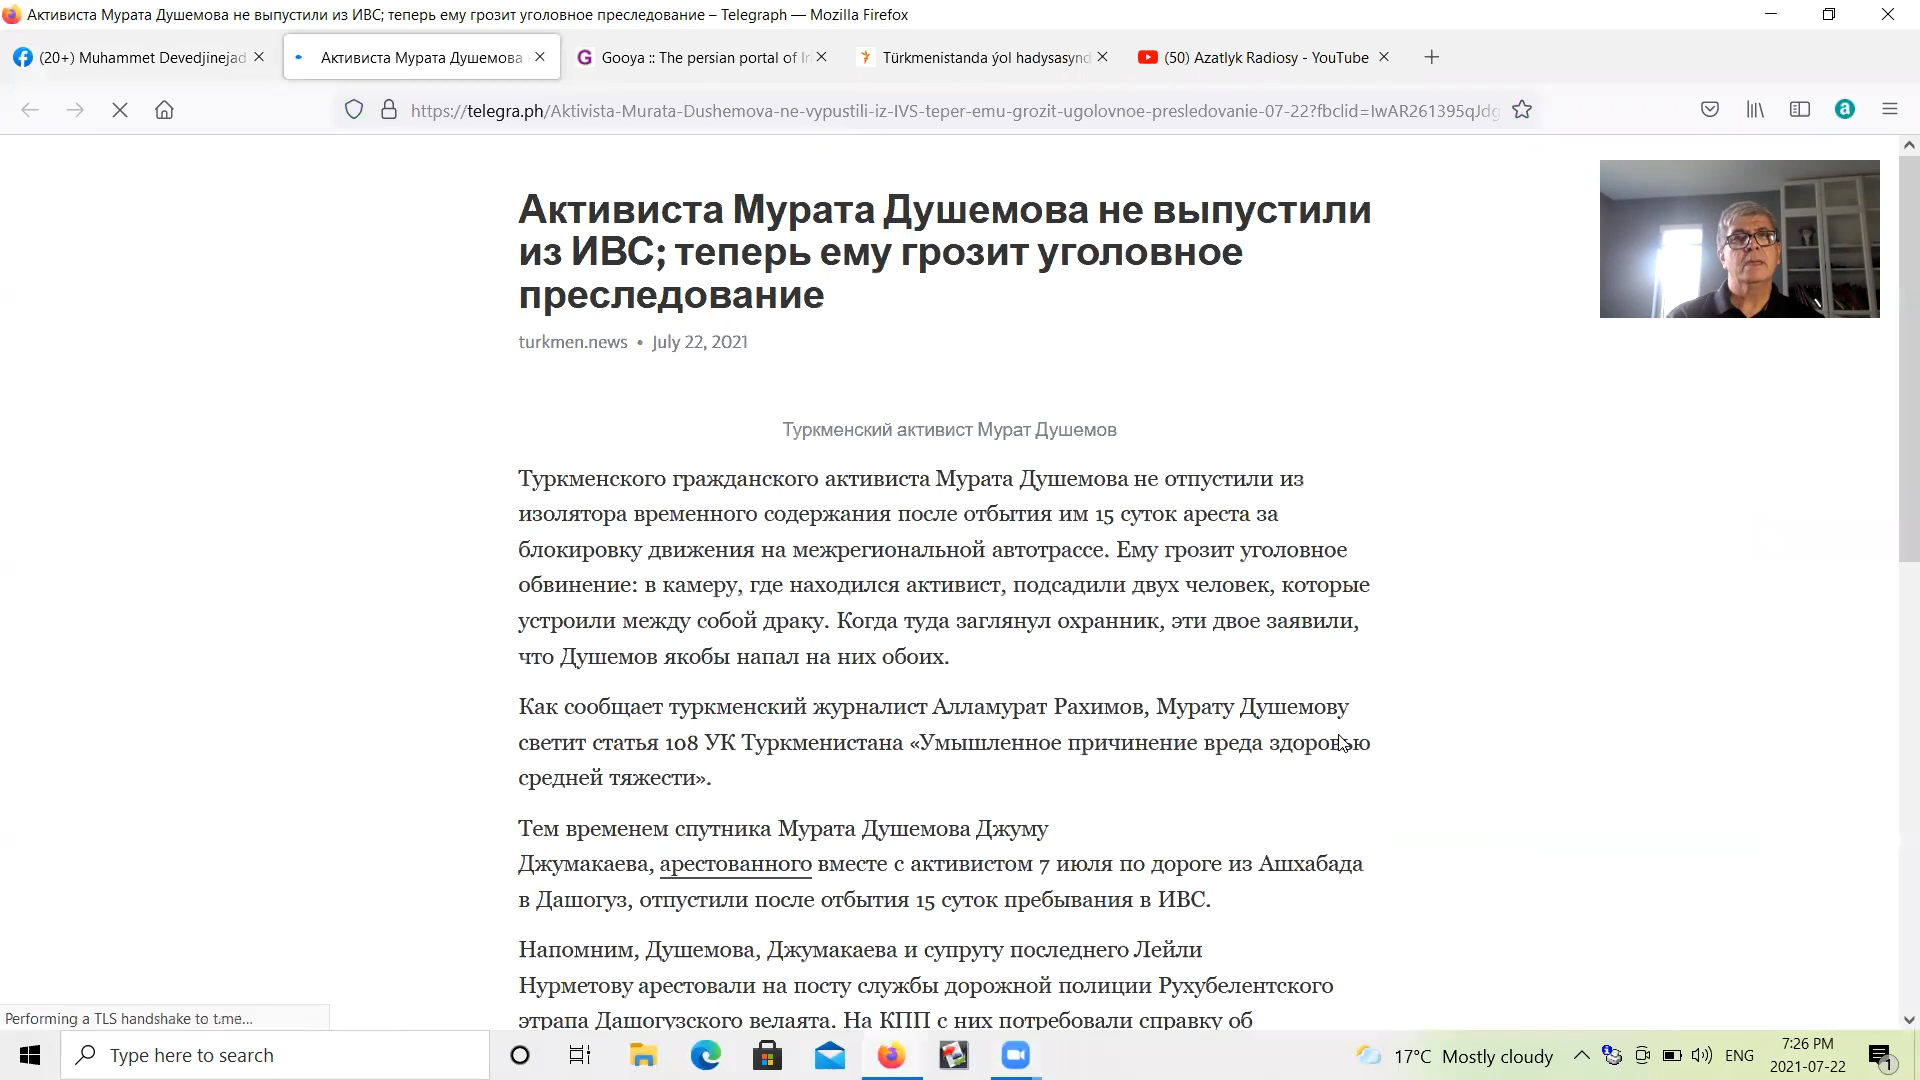 Активиста Мурата Душемова не выпустили из ИВС; теперь ему грозит уголовное преследование – Telegraph — Mozilla Firefox
(20+) Muhammet Devedjinejad
Активиста Мурата Душемова
Gooya :: The persian portal of Ir
Türkmenistanda ýol hadysasynd
(50) Azatlyk Radiosy - YouTube
https://telegra.ph/Aktivista-Murata-Dushemova-ne-vypustili-iz-IVS-teper-emu-grozit-ugolovnoe-presledovanie-07-22?fbclid=IwAR261395qJdg
Активиста Мурата Душемова не выпустили
из ИВС; теперь ему грозит уголовное
преследование
turkmen.news • July 22, 2021
Туркменский активист Мурат Душемов
Туркменского гражданского активиста Мурата Душемова не отпустили из
изолятора временного содержания после отбытия им 15 суток ареста за
блокировку движения на межрегиональной автотрассе. Ему грозит уголовное
обвинение: в камеру, где находился активист, подсадили двух человек, которые
устроили между собой драку. Когда туда заглянул охранник, эти двое заявили,
что Душемов якобы напал на них обоих.
Как сообщает туркменский журналист Алламурат Рахимов, Мурату Душемову
светит статья 108 УК Туркменистана «Умышленное причинение вреда здоровью
средней тяжести».
Тем временем спутника Мурата Душемова Джуму
Джумакаева, арестованного вместе с активистом 7 июля по дороге из Ашхабада
в Дашогуз, отпустили после отбытия 15 суток пребывания в ИВС.
Напомним, Душемова, Джумакаева и супругу последнего Лейли
Нурметову арестовали на посту службы дорожной полиции Рухубелентского
этрапа Дашогузского велаята. На КПП с них потребовали справку об
Performing a TLS handshake to t.me...
Type here to search
17°C Mostly cloudy
ENG
7:26 PM
2021-07-22
1